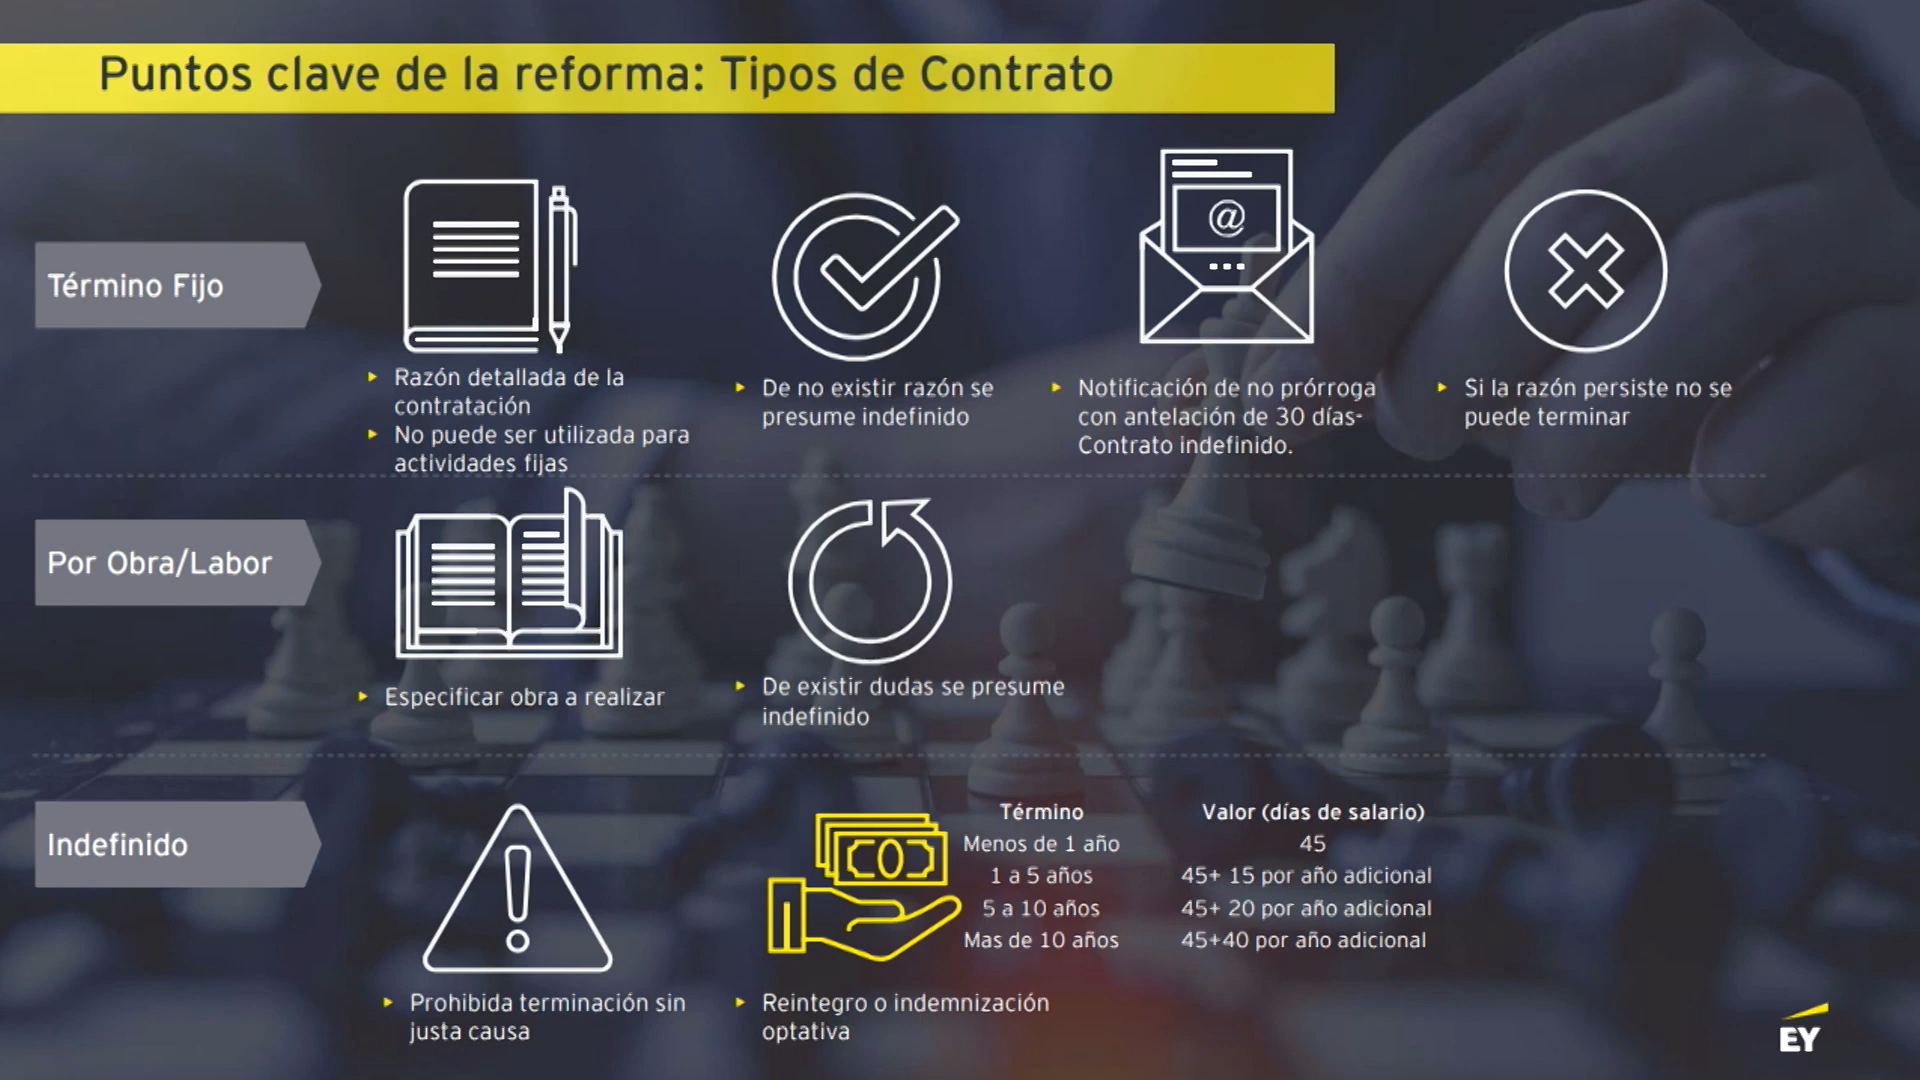 Puntos clave de la reforma: Tipos de Contrato
Término Fijo
Razón detallada de la
contratación
No puede ser utilizada para
actividades fijas
De no existir razón se
presume indefinido
@
Notificación de no prórroga
con antelación de 30 días-
Contrato indefinido.
Si la razón persiste no se
puede terminar
Por Obra/Labor
Especificar obra a realizar
De existir dudas se presume
indefinido
Indefinido
Prohibida terminación sin
justa causa
Término Valor (días de salario)
Menos de 1 año 45
1 a 5 años 45+ 15 por año adicional
5 a 10 años 45+ 20 por año adicional
Mas de 10 años 45+40 por año adicional
Reintegro o indemnización
optativa
EY